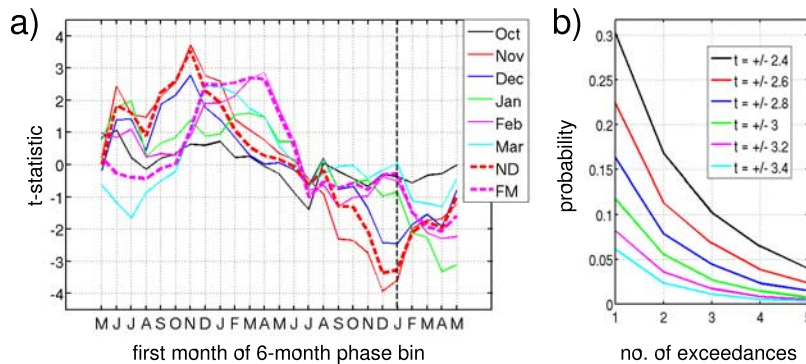 a)
t-statistic
4
3
2
1
0
-1
-2
-3
-4
M J J A S O N D J F M A M J J A S O N D J F M A M
first month of 6-month phase bin
Oct
Nov
Dec
Jan
Feb
Mar
ND
FM
b)
probability
0.3
0.25
0.2
0.15
0.1
0.05
0
1 2 3 4 5
no. of exceedances
t = +/- 2.4
t = +/- 2.6
t = +/- 2.8
t = +/- 3
t = +/- 3.2
t = +/- 3.4